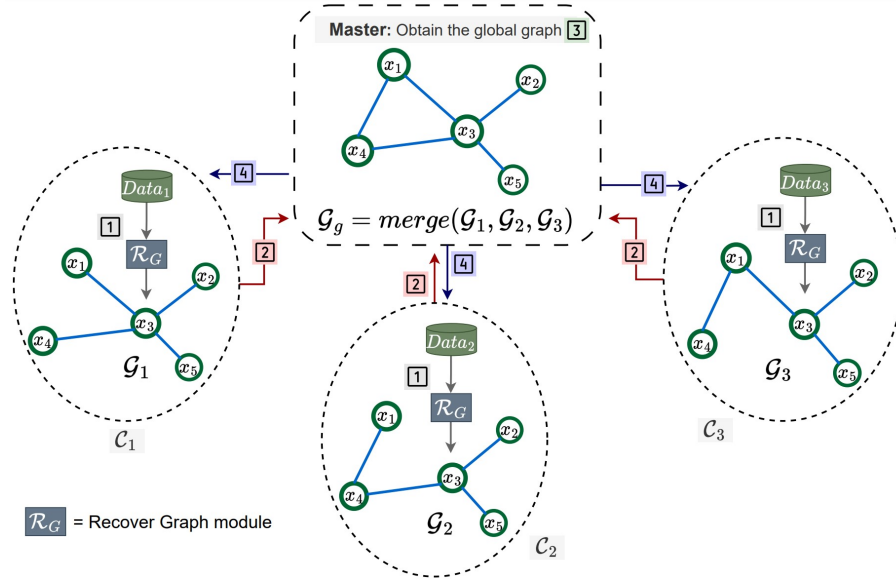 Master: Obtain the global graph 3
x₁
x₂
x₃
x₄
x₅
𝒢g = merge(𝒢₁, 𝒢₂, 𝒢₃)
4
2
4
2
2
4
Data₁
1
ℛG
x₁
x₂
x₃
x₄
x₅
𝒢₁
𝒞₁
Data₂
1
ℛG
x₁
x₂
x₃
x₄
x₅
𝒢₂
𝒞₂
Data₃
1
ℛG
x₁
x₂
x₃
x₄
x₅
𝒢₃
𝒞₃
ℛG = Recover Graph module